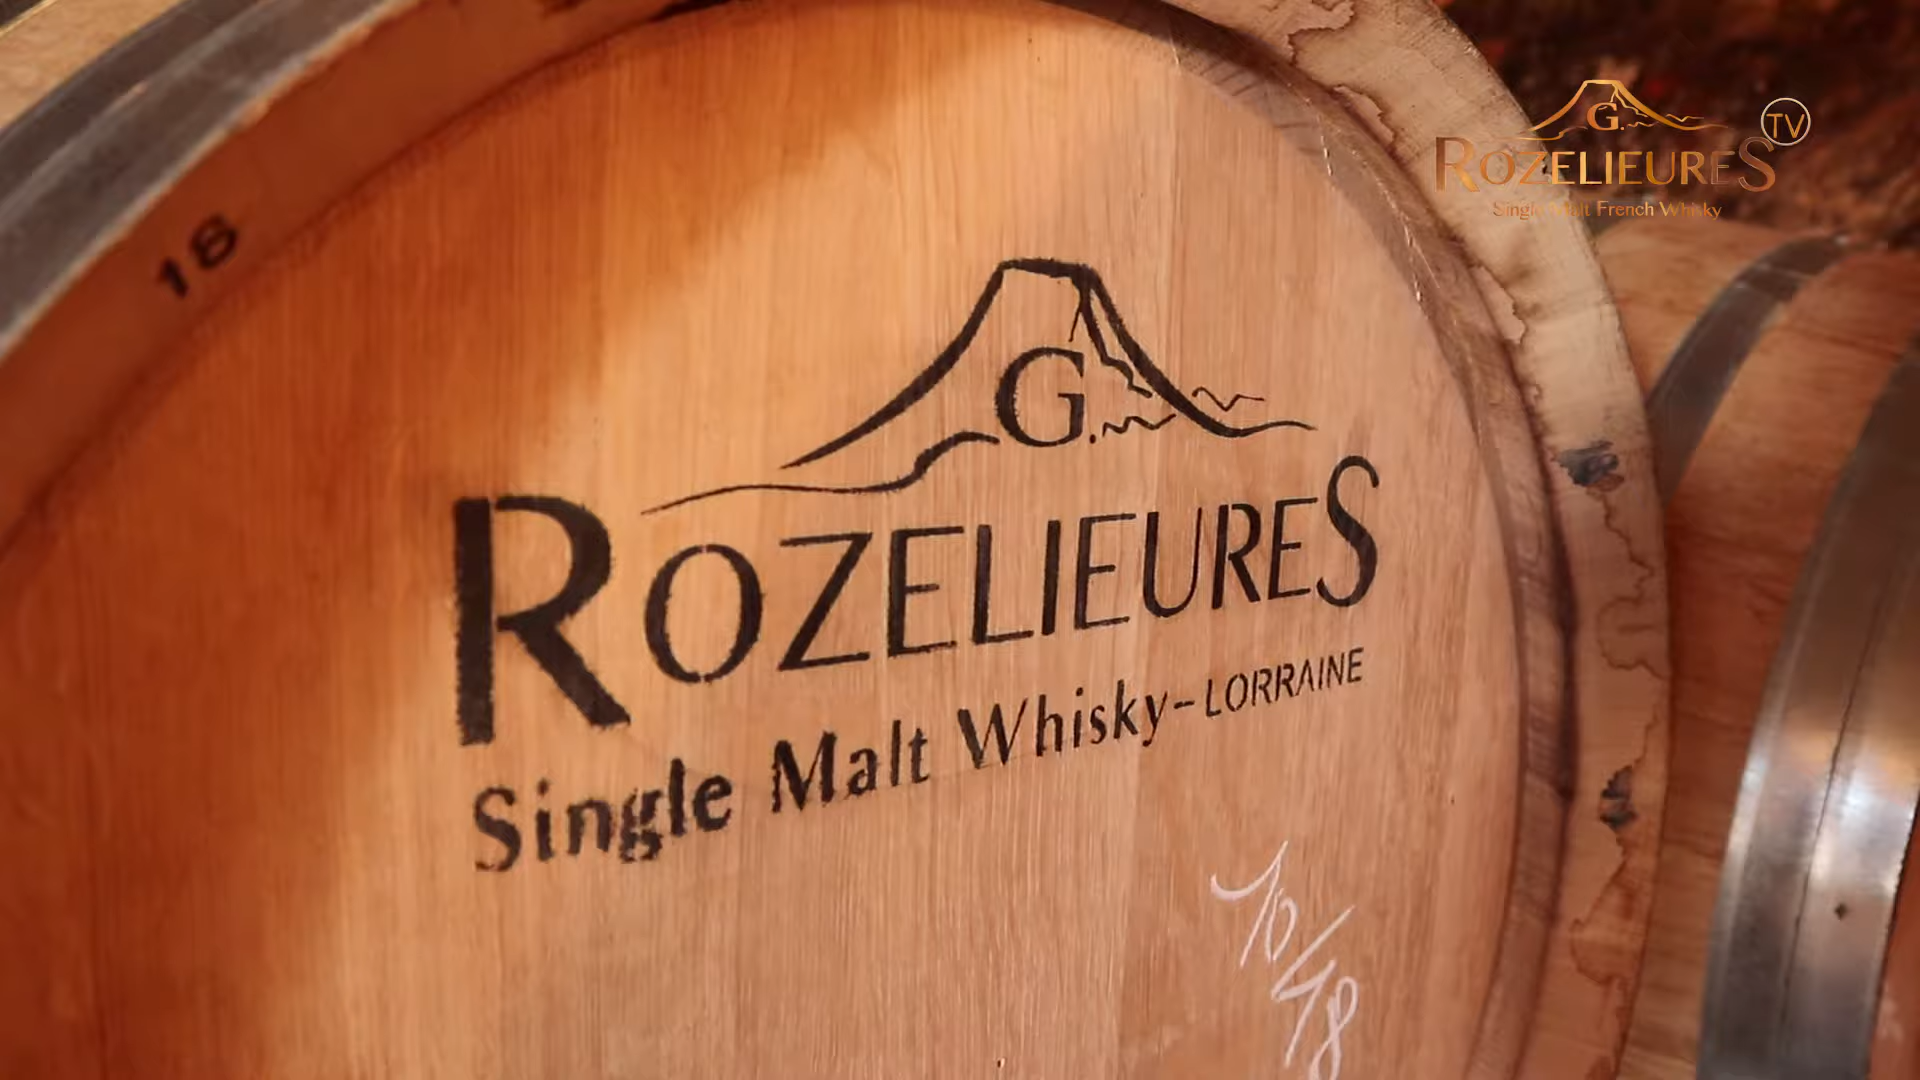 18
G.
ROZELIEURES
Single Malt Whisky-LORRAINE
10/18
G.
ROZELIEURES TV
Single Malt French Whisky